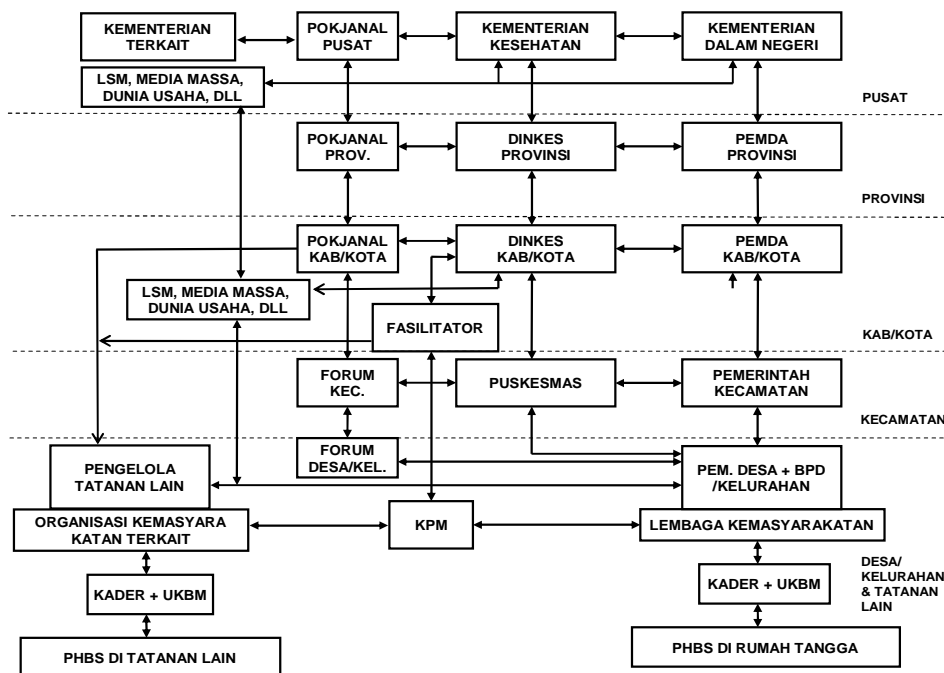 KEMENTERIAN
TERKAIT
POKJANAL
PUSAT
KEMENTERIAN
KESEHATAN
KEMENTERIAN
DALAM NEGERI
LSM, MEDIA MASSA,
DUNIA USAHA, DLL
PUSAT
POKJANAL
PROV.
DINKES
PROVINSI
PEMDA
PROVINSI
PROVINSI
POKJANAL
KAB/KOTA
DINKES
KAB/KOTA
PEMDA
KAB/KOTA
LSM, MEDIA MASSA,
DUNIA USAHA, DLL
FASILITATOR
KAB/KOTA
FORUM
KEC.
PUSKESMAS
PEMERINTAH
KECAMATAN
KECAMATAN
FORUM
DESA/KEL.
PENGELOLA
TATANAN LAIN
PEM. DESA + BPD
/KELURAHAN
ORGANISASI KEMASYARA
KATAN TERKAIT
KPM
LEMBAGA KEMASYARAKATAN
DESA/
KELURAHAN
& TATANAN
LAIN
KADER + UKBM
KADER + UKBM
PHBS DI TATANAN LAIN
PHBS DI RUMAH TANGGA